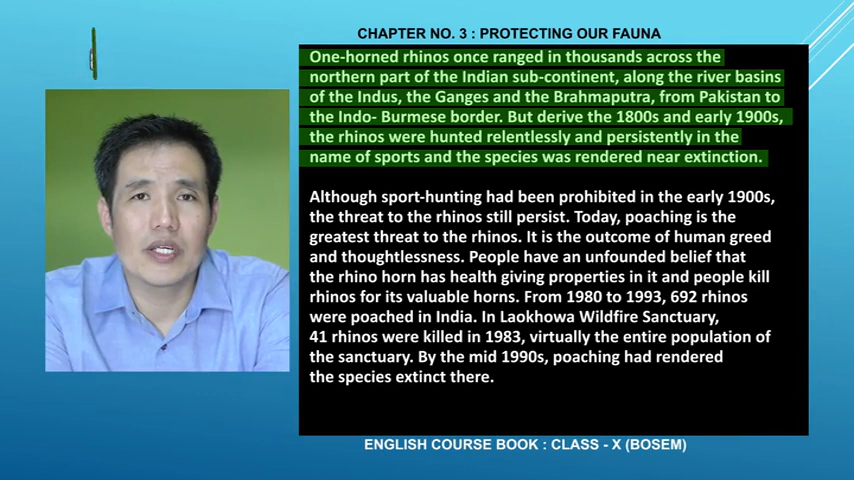 CHAPTER NO. 3 : PROTECTING OUR FAUNA
One-horned rhinos once ranged in thousands across the
northern part of the Indian sub-continent, along the river basins
of the Indus, the Ganges and the Brahmaputra, from Pakistan to
the Indo- Burmese border. But derive the 1800s and early 1900s,
the rhinos were hunted relentlessly and persistently in the
name of sports and the species was rendered near extinction.
Although sport-hunting had been prohibited in the early 1900s,
the threat to the rhinos still persist. Today, poaching is the
greatest threat to the rhinos. It is the outcome of human greed
and thoughtlessness. People have an unfounded belief that
the rhino horn has health giving properties in it and people kill
rhinos for its valuable horns. From 1980 to 1993, 692 rhinos
were poached in India. In Laokhowa Wildfire Sanctuary,
41 rhinos were killed in 1983, virtually the entire population of
the sanctuary. By the mid 1990s, poaching had rendered
the species extinct there.
ENGLISH COURSE BOOK : CLASS - X (BOSEM)